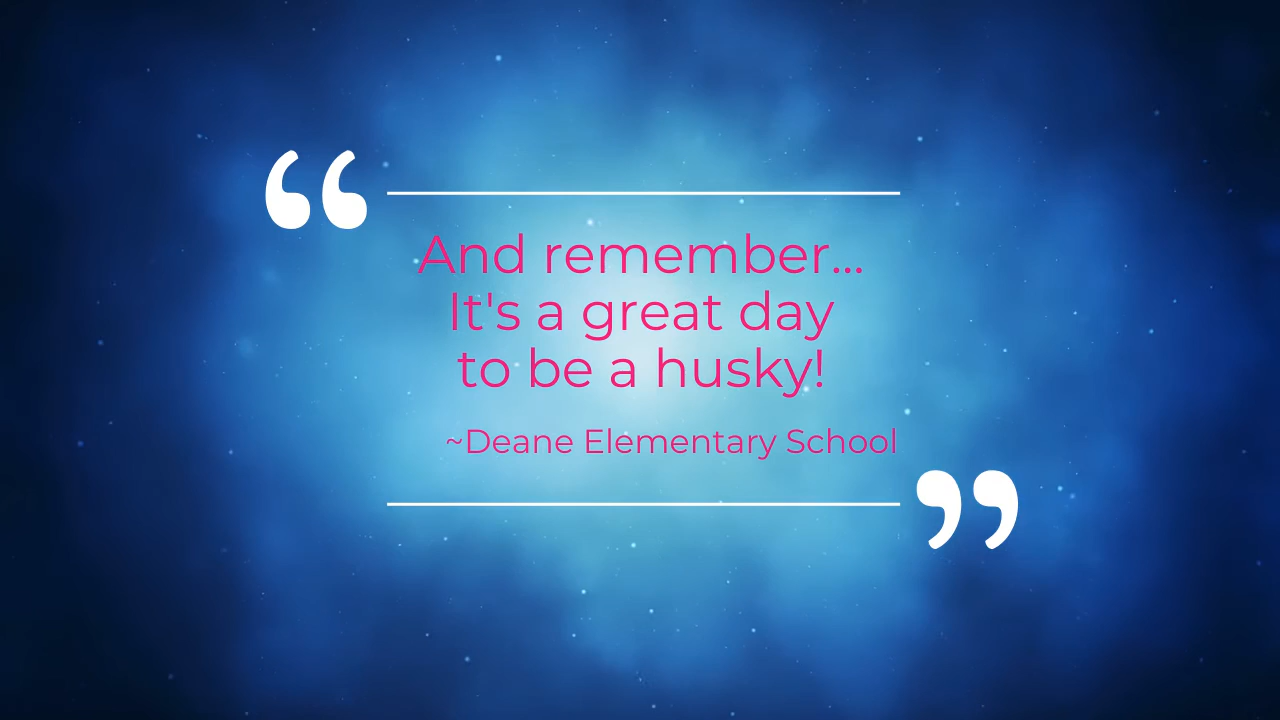 “
And remember...
It's a great day
to be a husky!
~Deane Elementary School
”